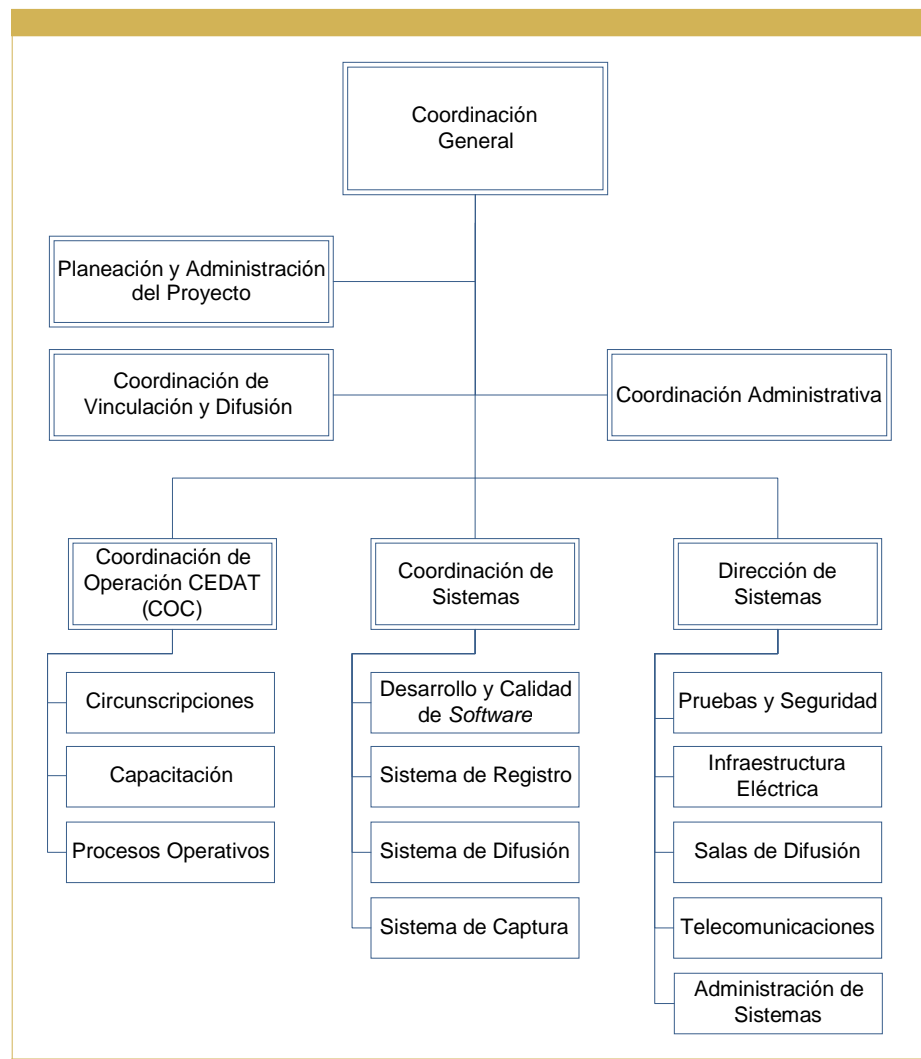 Coordinación
General
Planeación y Administración
del Proyecto
Coordinación de
Vinculación y Difusión
Coordinación Administrativa
Coordinación de
Operación CEDAT
(COC)
Circunscripciones
Capacitación
Procesos Operativos
Coordinación de
Sistemas
Desarrollo y Calidad
de Software
Sistema de Registro
Sistema de Difusión
Sistema de Captura
Dirección de
Sistemas
Pruebas y Seguridad
Infraestructura
Eléctrica
Salas de Difusión
Telecomunicaciones
Administración de
Sistemas